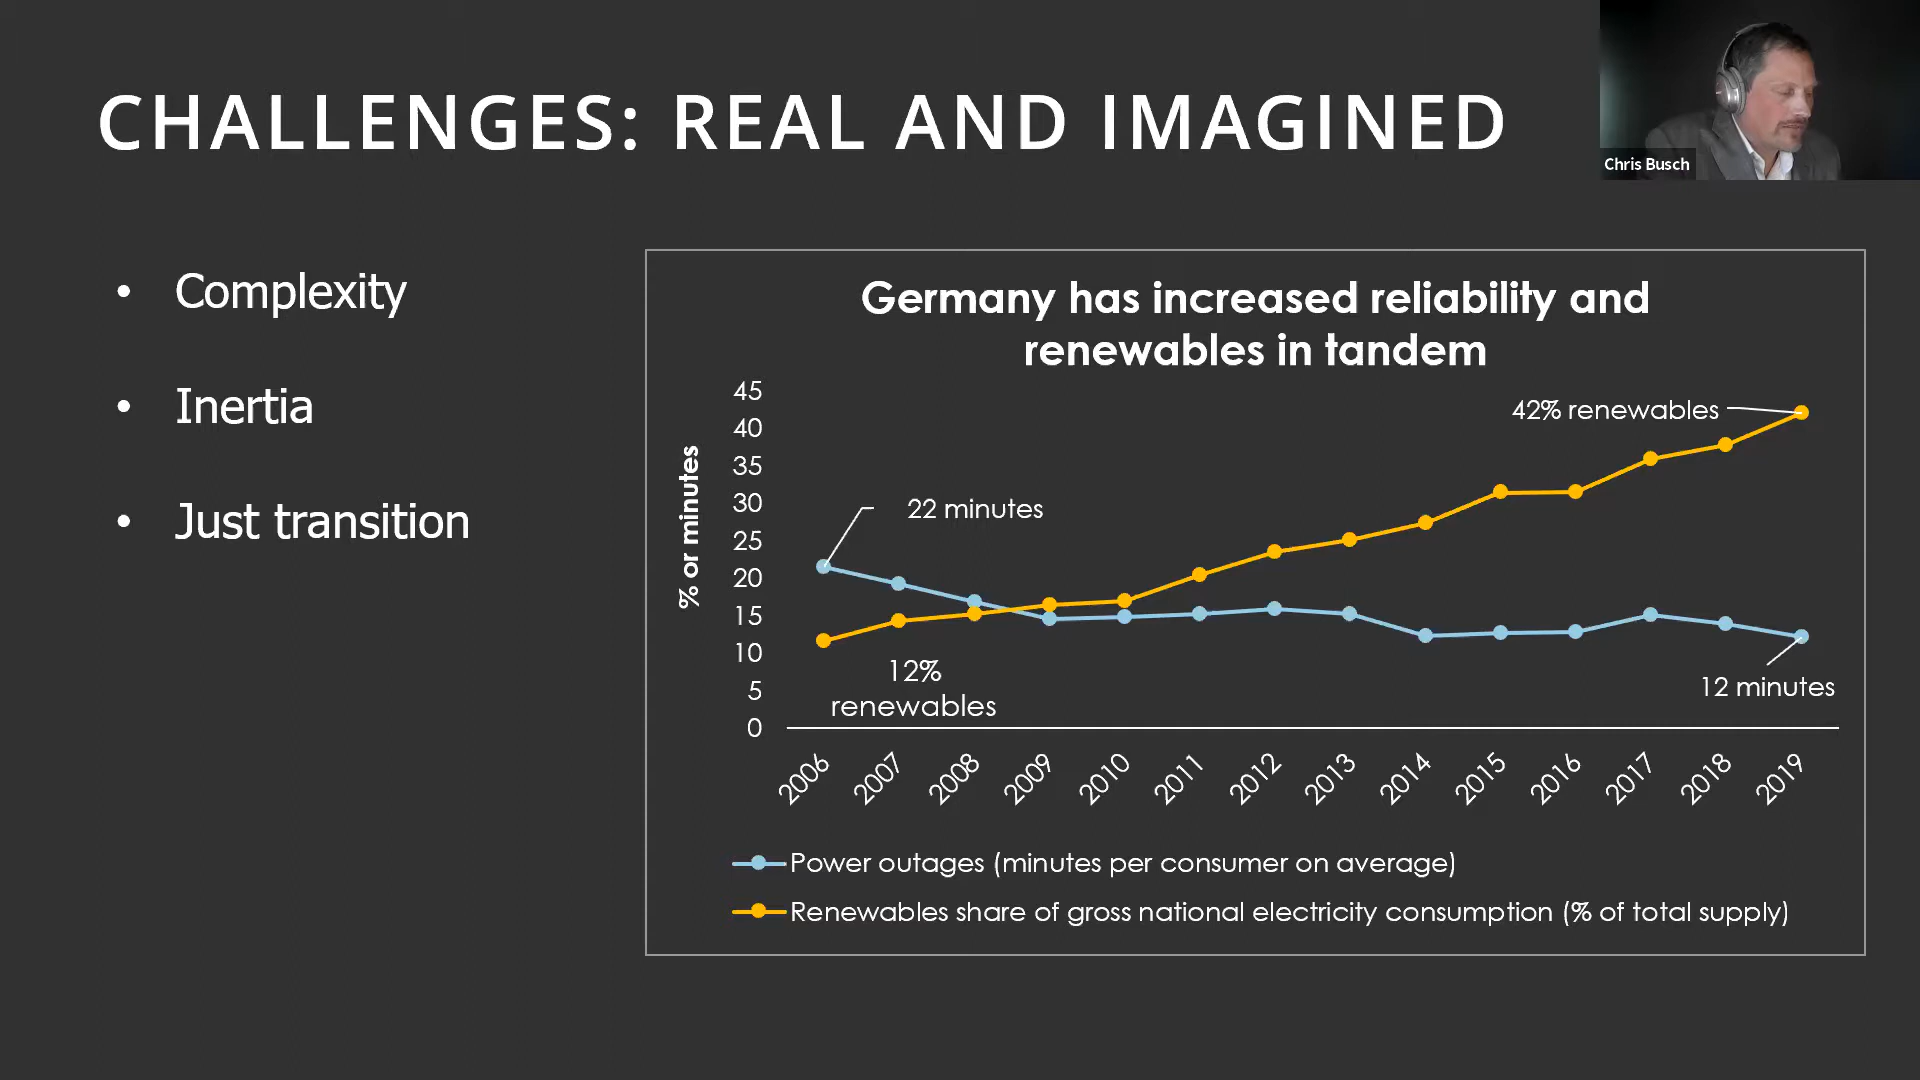 CHALLENGES: REAL AND IMAGINED
Chris Busch
• Complexity
• Inertia
• Just transition
Germany has increased reliability and
renewables in tandem
% or minutes
45
40
35
30
25
20
15
10
5
0
42% renewables
22 minutes
12%
renewables
12 minutes
2006
2007
2008
2009
2010
2011
2012
2013
2014
2015
2016
2017
2018
2019
Power outages (minutes per consumer on average)
Renewables share of gross national electricity consumption (% of total supply)